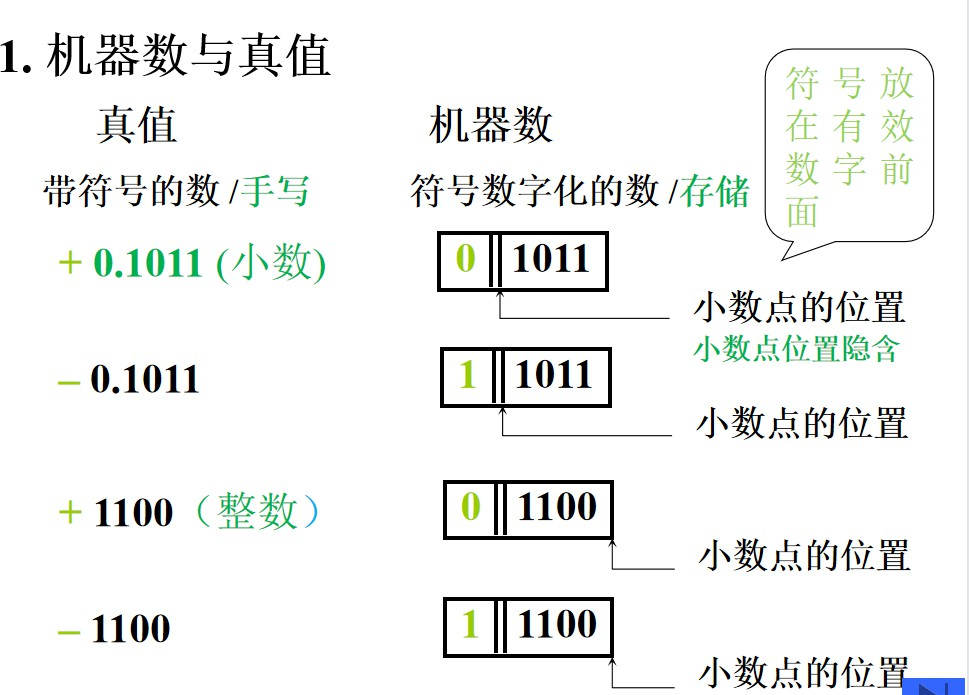 1. 机器数与真值
真值 机器数
带符号的数 /手写 符号数字化的数 /存储
符 号 放
在 有 效
数 字 前
面
+ 0.1011 (小数) 0 1011
小数点的位置
小数点位置隐含
– 0.1011 1 1011
小数点的位置
+ 1100（整数） 0 1100
小数点的位置
– 1100 1 1100
小数点的位置